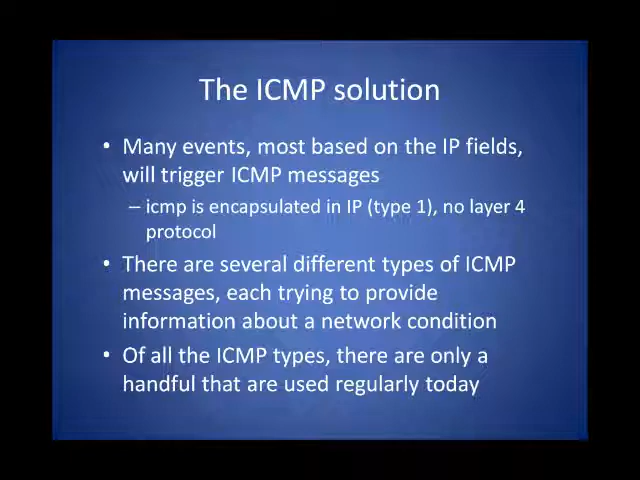 The ICMP solution
• Many events, most based on the IP fields,
will trigger ICMP messages
– icmp is encapsulated in IP (type 1), no layer 4
protocol
• There are several different types of ICMP
messages, each trying to provide
information about a network condition
• Of all the ICMP types, there are only a
handful that are used regularly today